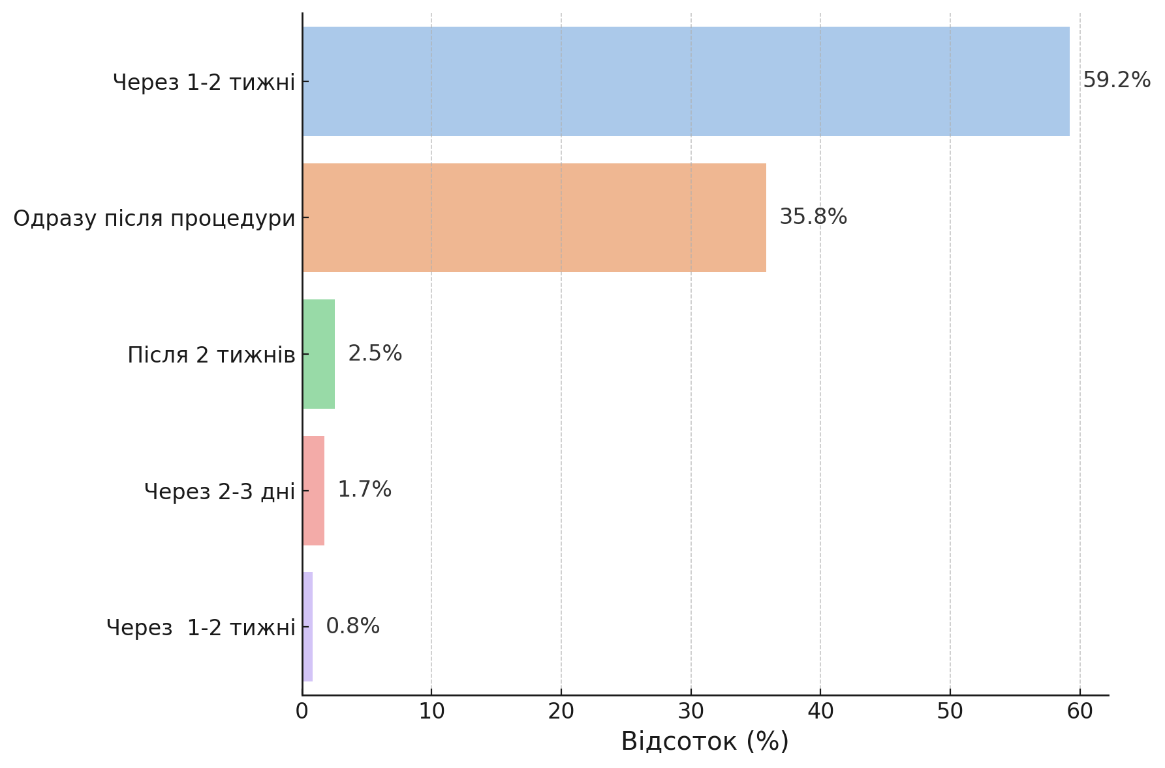 Через 1-2 тижні
59.2%
Одразу після процедури
35.8%
Після 2 тижнів
2.5%
Через 2-3 дні
1.7%
Через  1-2 тижні
0.8%
0 10 20 30 40 50 60
Відсоток (%)